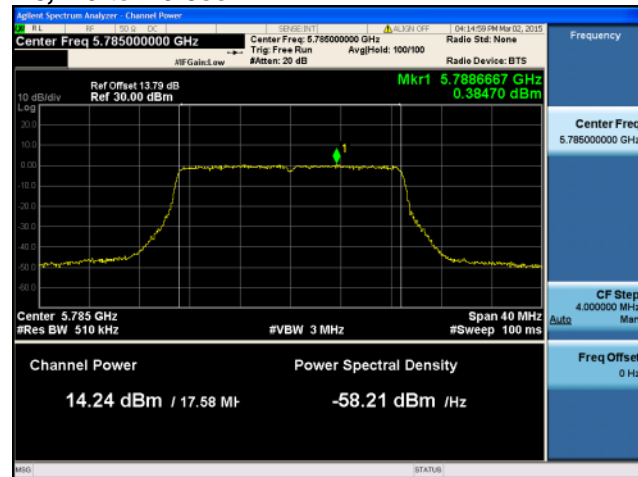 Agilent Spectrum Analyzer - Channel Power
RL RF 50 Ω DC SENSE:INT ALIGN OFF 04:14:59 PM Mar 02, 2015
Center Freq 5.785000000 GHz
Center Freq: 5.785000000 GHz
Radio Std: None
Trig: Free Run Avg|Hold: 100/100
#IFGain:Low #Atten: 20 dB Radio Device: BTS
Mkr1 5.7886667 GHz
0.38470 dBm
Ref Offset 13.79 dB
10 dB/div Ref 30.00 dBm
Log
20.0
10.0
1
0.00
-10.0
-20.0
-30.0
-40.0
-50.0
-60.0
Center 5.785 GHz Span 40 MHz
#Res BW 510 kHz #VBW 3 MHz #Sweep 100 ms
Channel Power Power Spectral Density
14.24 dBm / 17.58 MH -58.21 dBm /Hz
MSG STATUS
Frequency
Center Freq
5.785000000 GHz
CF Step
4.000000 MHz
Auto Man
Freq Offset
0 Hz